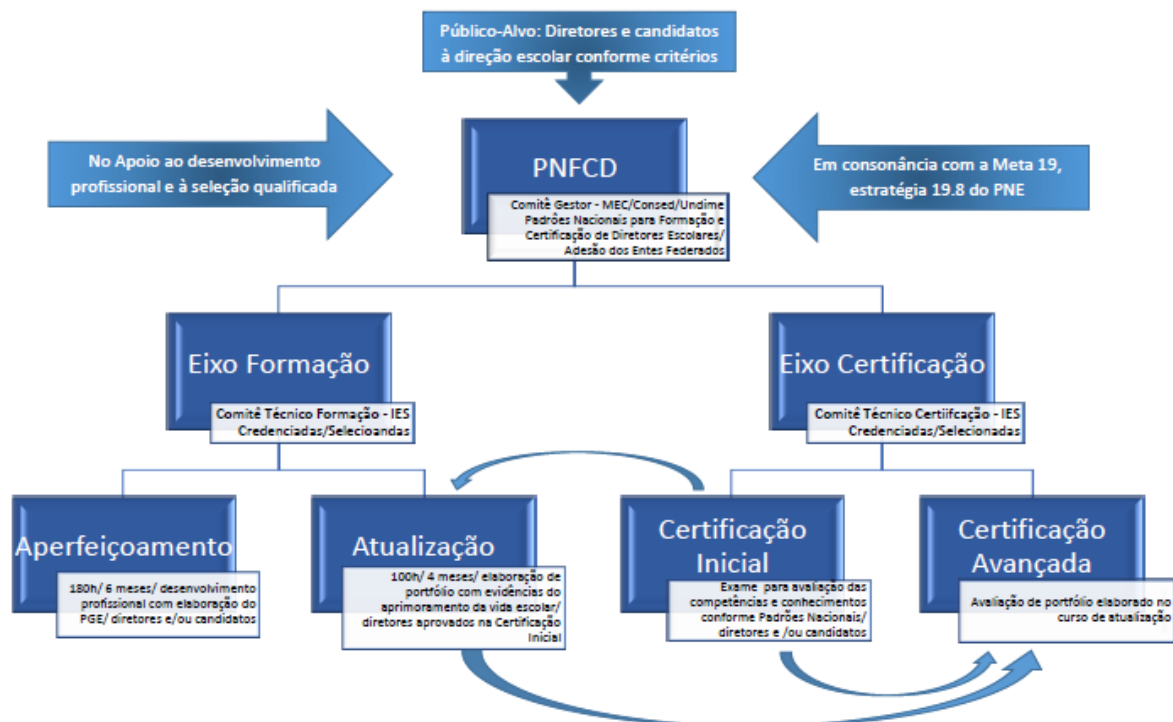 Público-Alvo: Diretores e candidatos
à direção escolar conforme critérios
No Apoio ao desenvolvimento
profissional e à seleção qualificada
PNFCD
Em consonância com a Meta 19,
estratégia 19.8 do PNE
Comitê Gestor - MEC/Consed/Undime
Padrões Nacionais para Formação e
Certificação de Diretores Escolares/
Adesão dos Entes Federados
Eixo Formação
Comitê Técnico Formação - IES
Credenciadas/Selecioandas
Eixo Certificação
Comitê Técnico Certiifcação - IES
Credenciadas/Selecionadas
Aperfeiçoamento
180h/ 6 meses/ desenvolvimento
profissional com elaboração do
PGE/ diretores e/ou candidatos
Atualização
100h/ 4 meses/ elaboração de
portfólio com evidências do
aprimoramento da vida escolar/
diretores aprovados na Certificação
Inicial
Certificação
Inicial
Exame para avaliação das
competências e conhecimentos
conforme Padrões Nacionais/
diretores e /ou candidatos
Certificação
Avançada
Avaliação de portfólio elaborado no
curso de atualização